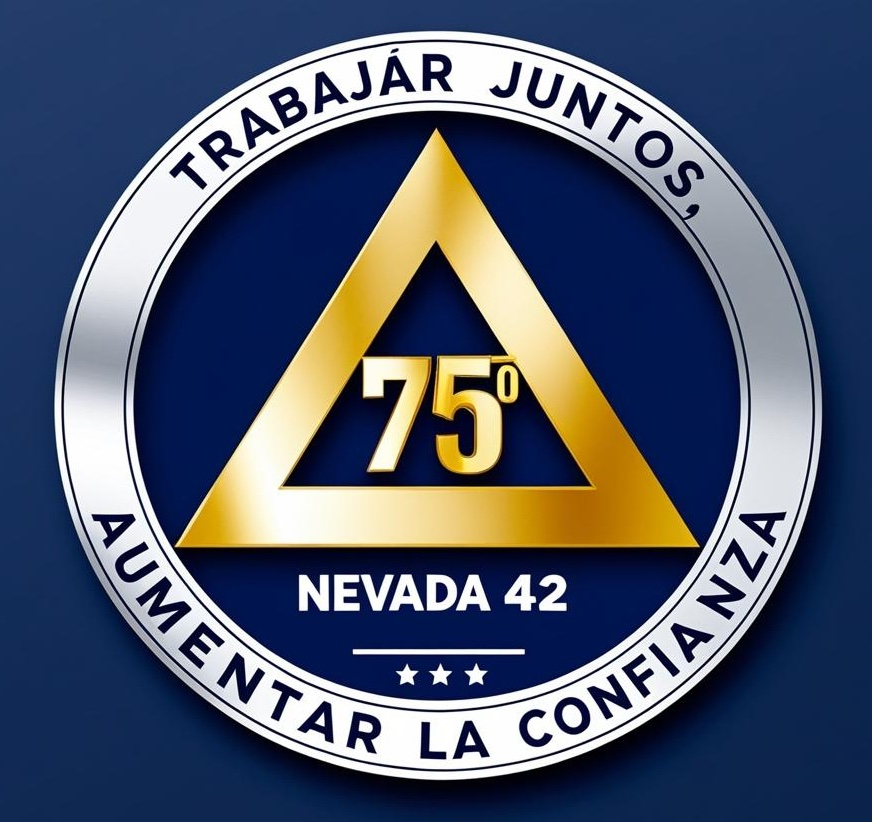 TRABAJÁR JUNTOS,
75º
NEVADA 42
AUMENTAR LA CONFIANZA